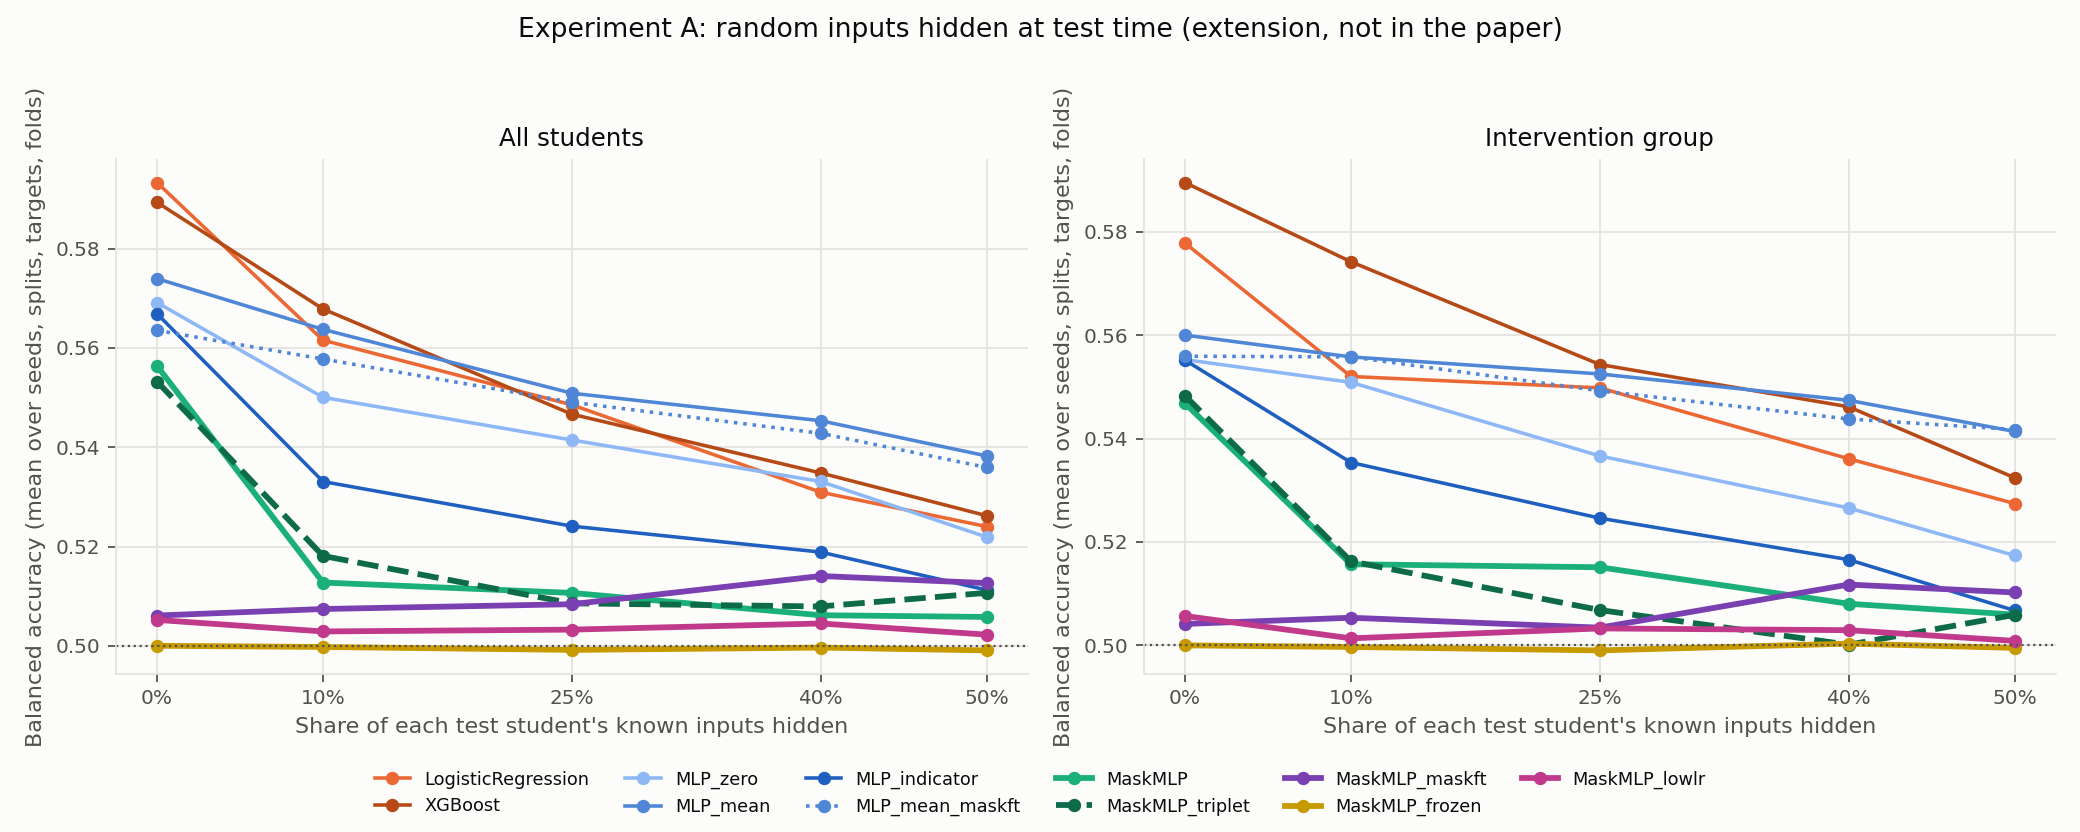 Experiment A: random inputs hidden at test time (extension, not in the paper)
All students
Balanced accuracy (mean over seeds, splits, targets, folds)
0.58
0.56
0.54
0.52
0.50
0% 10% 25% 40% 50%
Share of each test student's known inputs hidden
Intervention group
Balanced accuracy (mean over seeds, splits, targets, folds)
0.58
0.56
0.54
0.52
0.50
0% 10% 25% 40% 50%
Share of each test student's known inputs hidden
LogisticRegression
XGBoost
MLP_zero
MLP_mean
MLP_indicator
MLP_mean_maskft
MaskMLP
MaskMLP_triplet
MaskMLP_maskft
MaskMLP_frozen
MaskMLP_lowlr